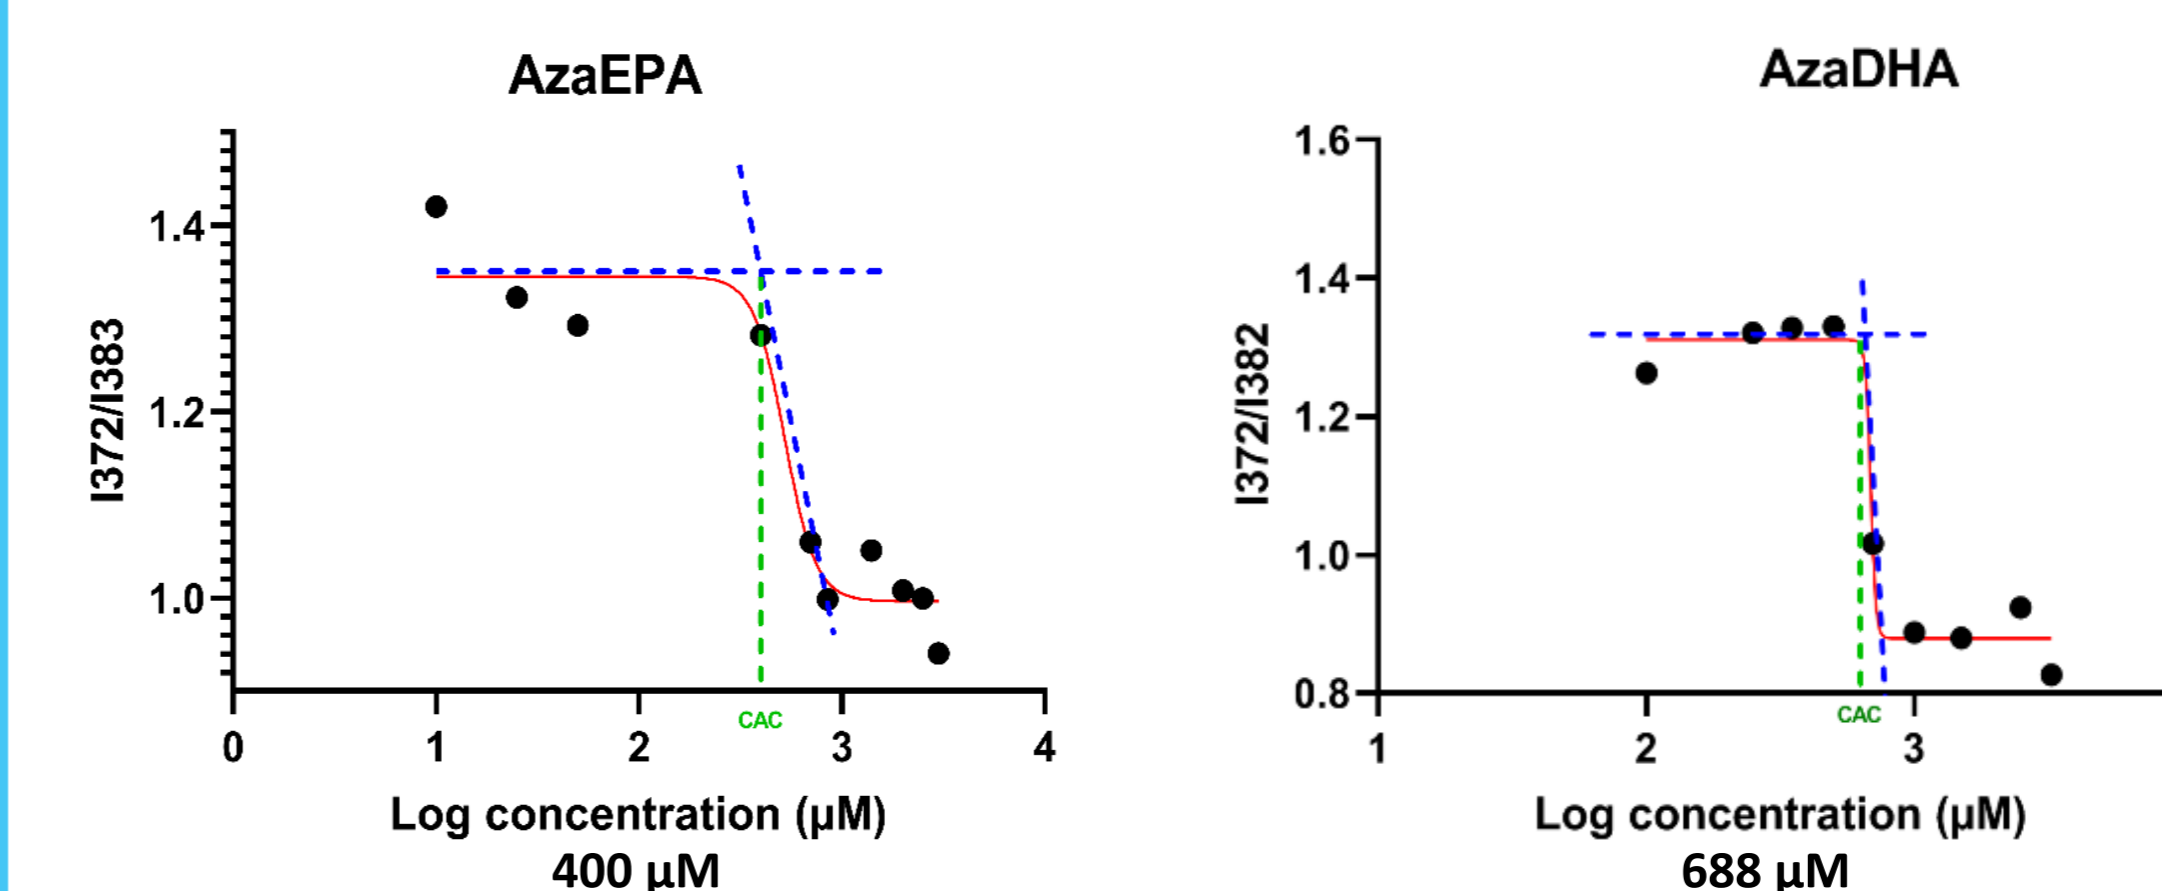 AzaEPA
I372/I383
1.4
1.2
1.0
CAC
0 1 2 3 4
Log concentration (µM)
400 µM
AzaDHA
I372/I382
1.6
1.4
1.2
1.0
0.8
CAC
1 2 3
Log concentration (µM)
688 µM